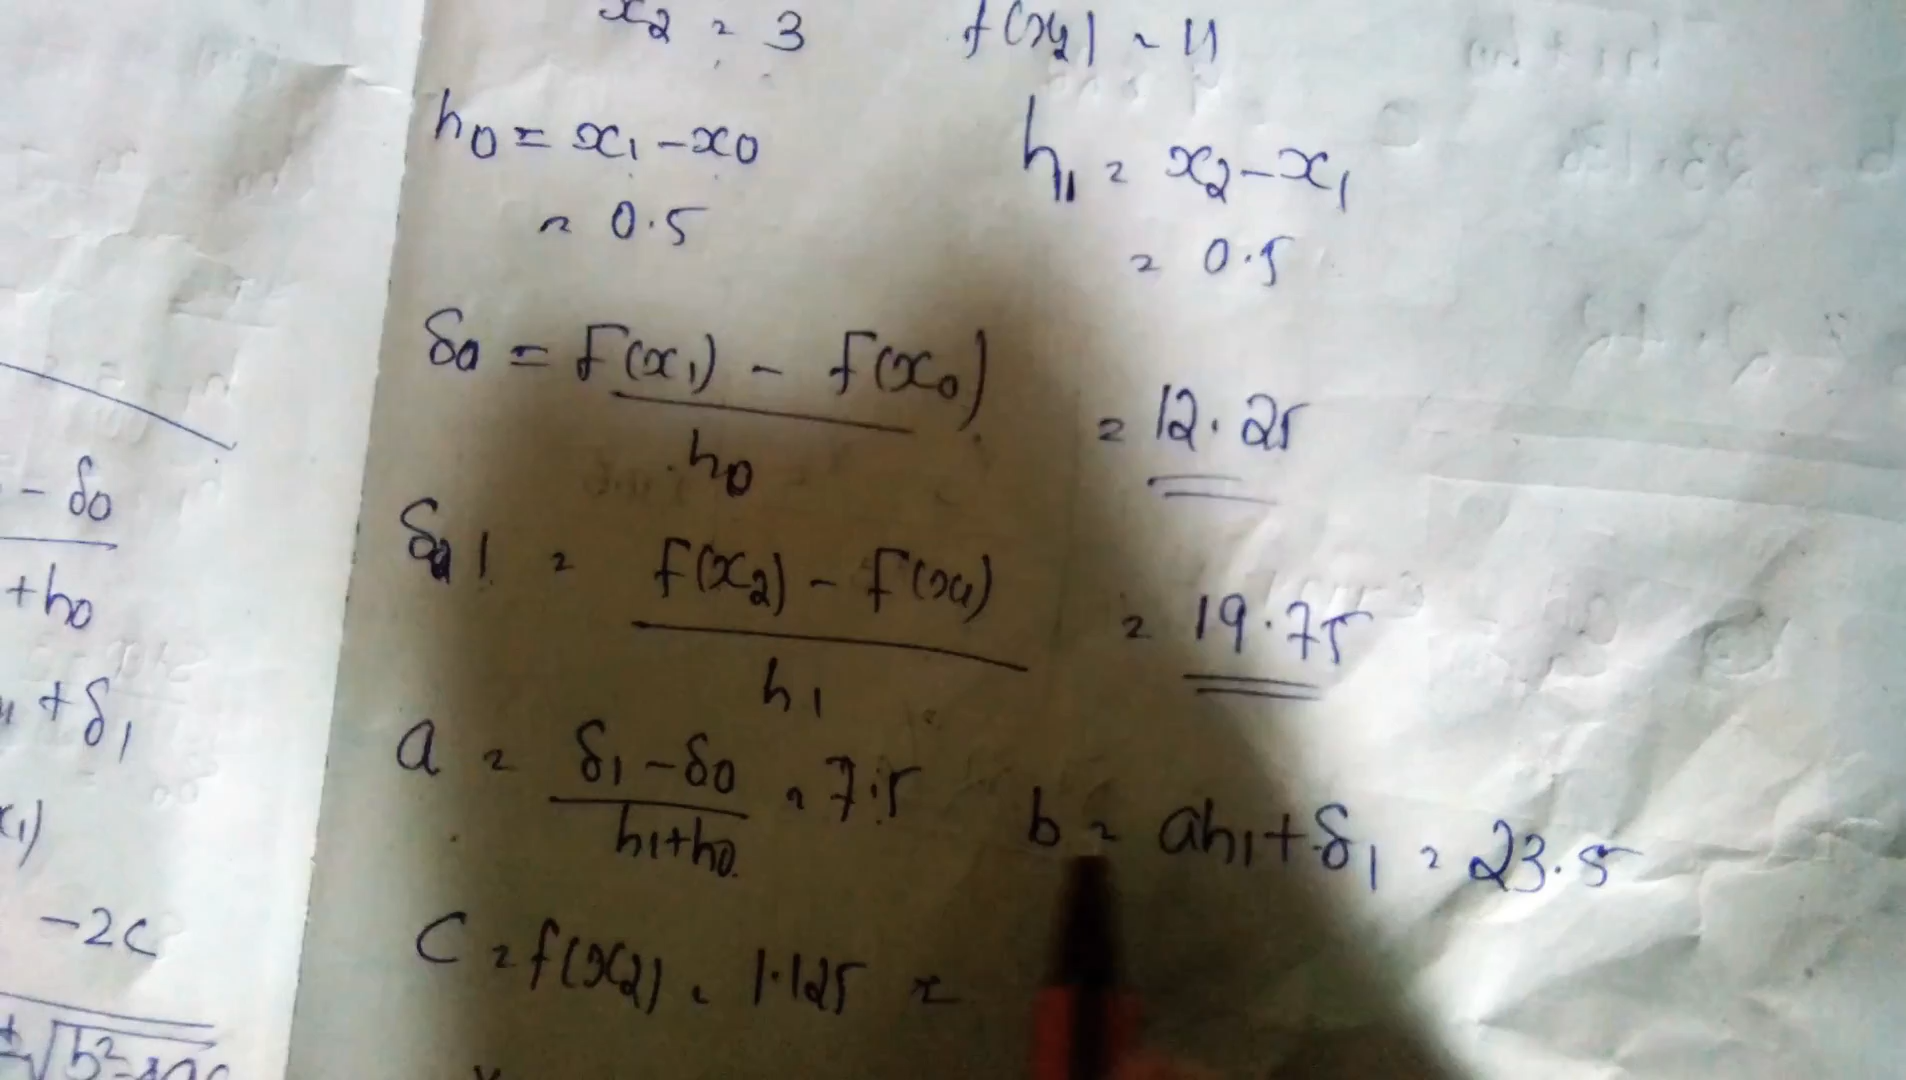 x2 = 3 f(x2) = 11
h0 = x1 - x0 h1 = x2 - x1
= 0.5 = 0.5
δ0 = f(x1) - f(x0) / h0 = 12.25
- δ0
+h0
δ1 = f(x2) - f(x1) / h1 = 19.75
+ δ1
a = δ1 - δ0 / h1+h0 = 7.5 b = ah1 + δ1 = 23.5
x1)
-2c
C = f(x2) = 1.125 =
± √b²-